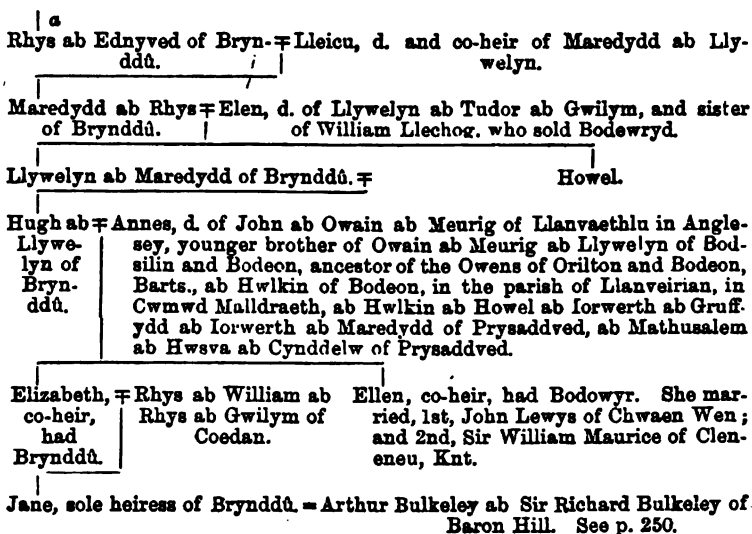 a
Rhys ab Ednyved of Bryn-╤Lleicu, d. and co-heir of Maredydd ab Lly-
ddû. welyn.
Maredydd ab Rhys╤Elen, d. of Llywelyn ab Tudor ab Gwilym, and sister
of Brynddû. of William Llechog. who sold Bodewryd.
Llywelyn ab Maredydd of Brynddû.╤ Howel.
Hugh ab╤Annes, d. of John ab Owain ab Meurig of Llanvaethlu in Angle-
Llywe- sey, younger brother of Owain ab Meurig ab Llywelyn of Bod-
lyn of silin and Bodeon, ancestor of the Owens of Orilton and Bodeon,
Bryn- Barts., ab Hwlkin of Bodeon, in the parish of Llanveirian, in
ddû. Cwmwd Malldraeth, ab Hwlkin ab Howel ab Iorwerth ab Gruff-
ydd ab Iorwerth ab Maredydd of Prysaddved, ab Mathusalem
ab Hwsva ab Cynddelw of Prysaddved.
Elizabeth,╤Rhys ab William ab Ellen, co-heir, had Bodowyr. She mar-
co-heir, Rhys ab Gwilym of ried, 1st, John Lewys of Chwaen Wen;
had Coedan. and 2nd, Sir William Maurice of Clen-
Brynddû. eneu, Knt.
Jane, sole heiress of Brynddû.=Arthur Bulkeley ab Sir Richard Bulkeley of
Baron Hill. See p. 250.